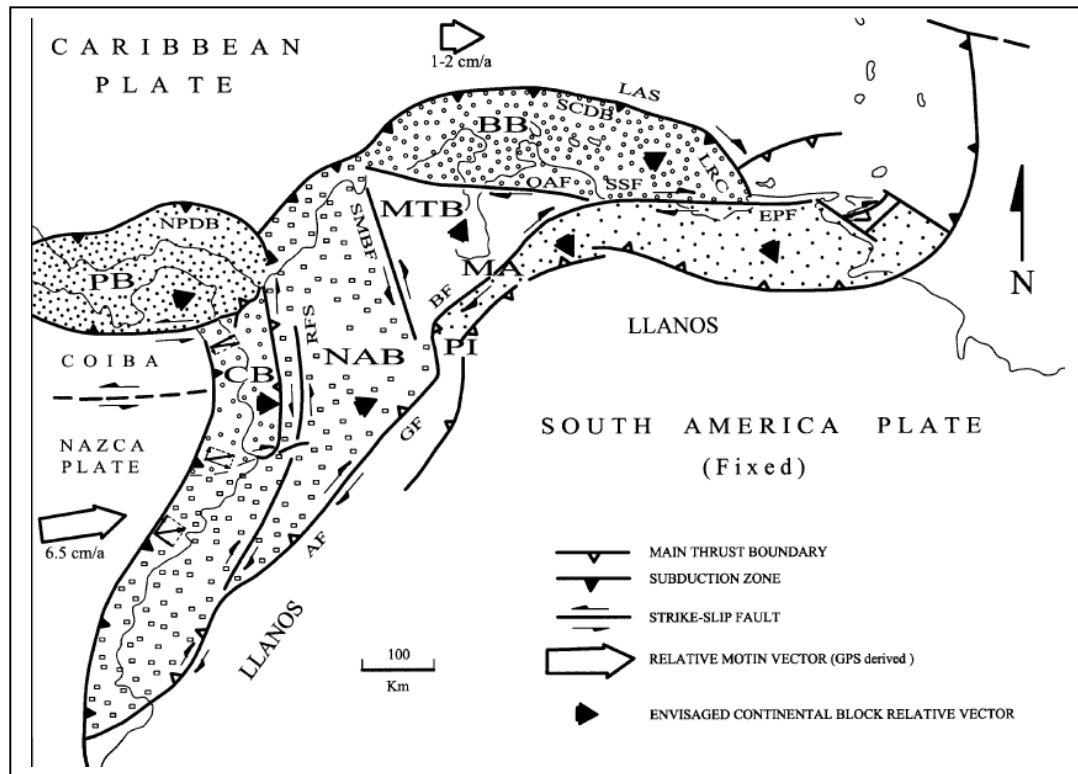 CARIBBEAN
PLATE
1-2 cm/a
LAS
SCDB
BB
LRC
OAF
SSF
EPF
MTB
SMBF
NPDB
PB
MA
BF
N
LLANOS
PI
RFS
NAB
COIBA
CB
GF
NAZCA
PLATE
SOUTH AMERICA PLATE
(Fixed)
6.5 cm/a
AF
LLANOS
100
Km
MAIN THRUST BOUNDARY
SUBDUCTION ZONE
STRIKE-SLIP FAULT
RELATIVE MOTIN VECTOR (GPS derived )
ENVISAGED CONTINENTAL BLOCK RELATIVE VECTOR